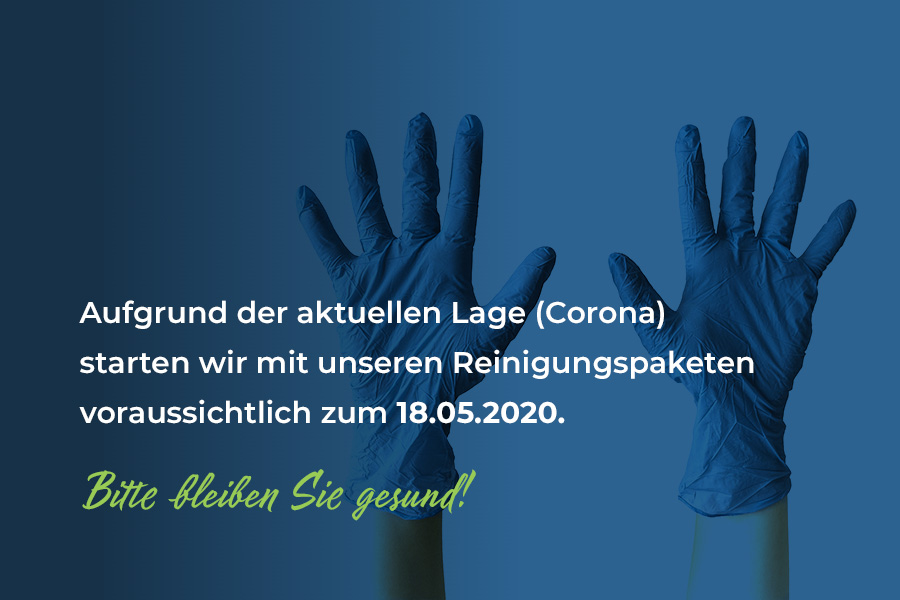 Aufgrund der aktuellen Lage (Corona)
starten wir mit unseren Reinigungspaketen
voraussichtlich zum 18.05.2020.
Bitte bleiben Sie gesund!